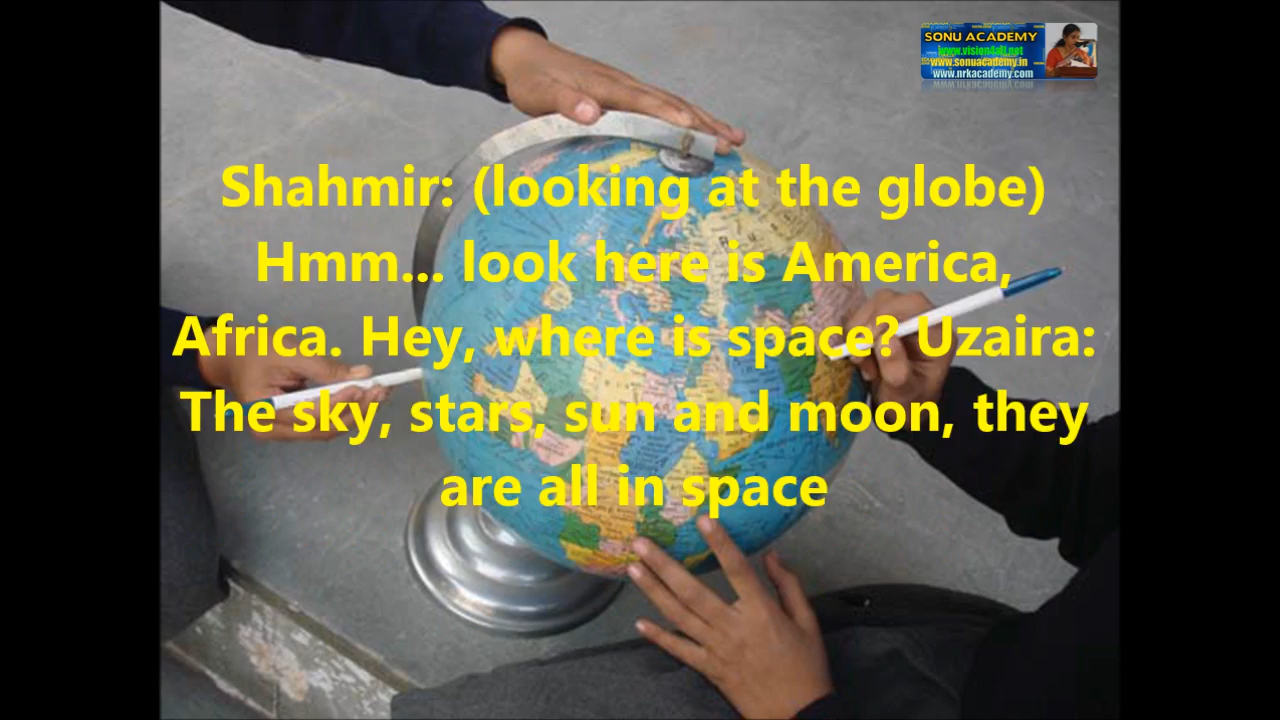 SONU ACADEMY
www.vision4all.net
www.sonuacademy.in
www.nrkacademy.com
Shahmir: (looking at the globe)
Hmm... look here is America,
Africa. Hey, where is space? Uzaira:
The sky, stars, sun and moon, they
are all in space